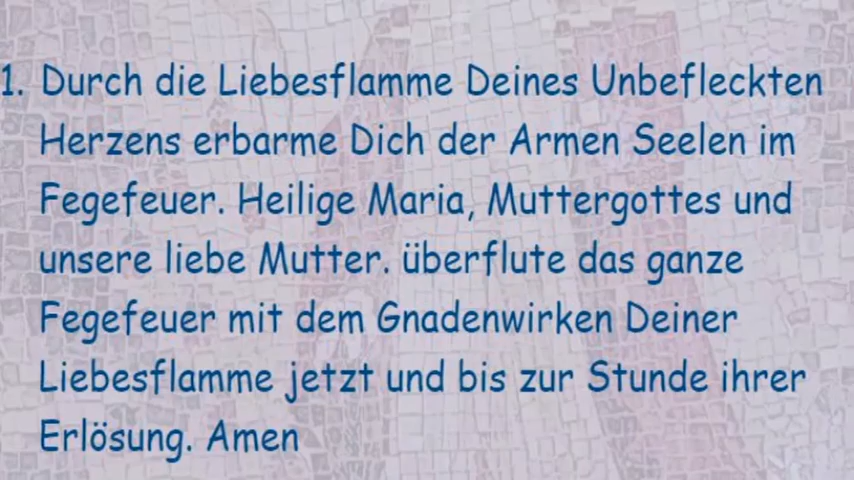 1. Durch die Liebesflamme Deines Unbefleckten
Herzens erbarme Dich der Armen Seelen im
Fegefeuer. Heilige Maria, Muttergottes und
unsere liebe Mutter. überflute das ganze
Fegefeuer mit dem Gnadenwirken Deiner
Liebesflamme jetzt und bis zur Stunde ihrer
Erlösung. Amen